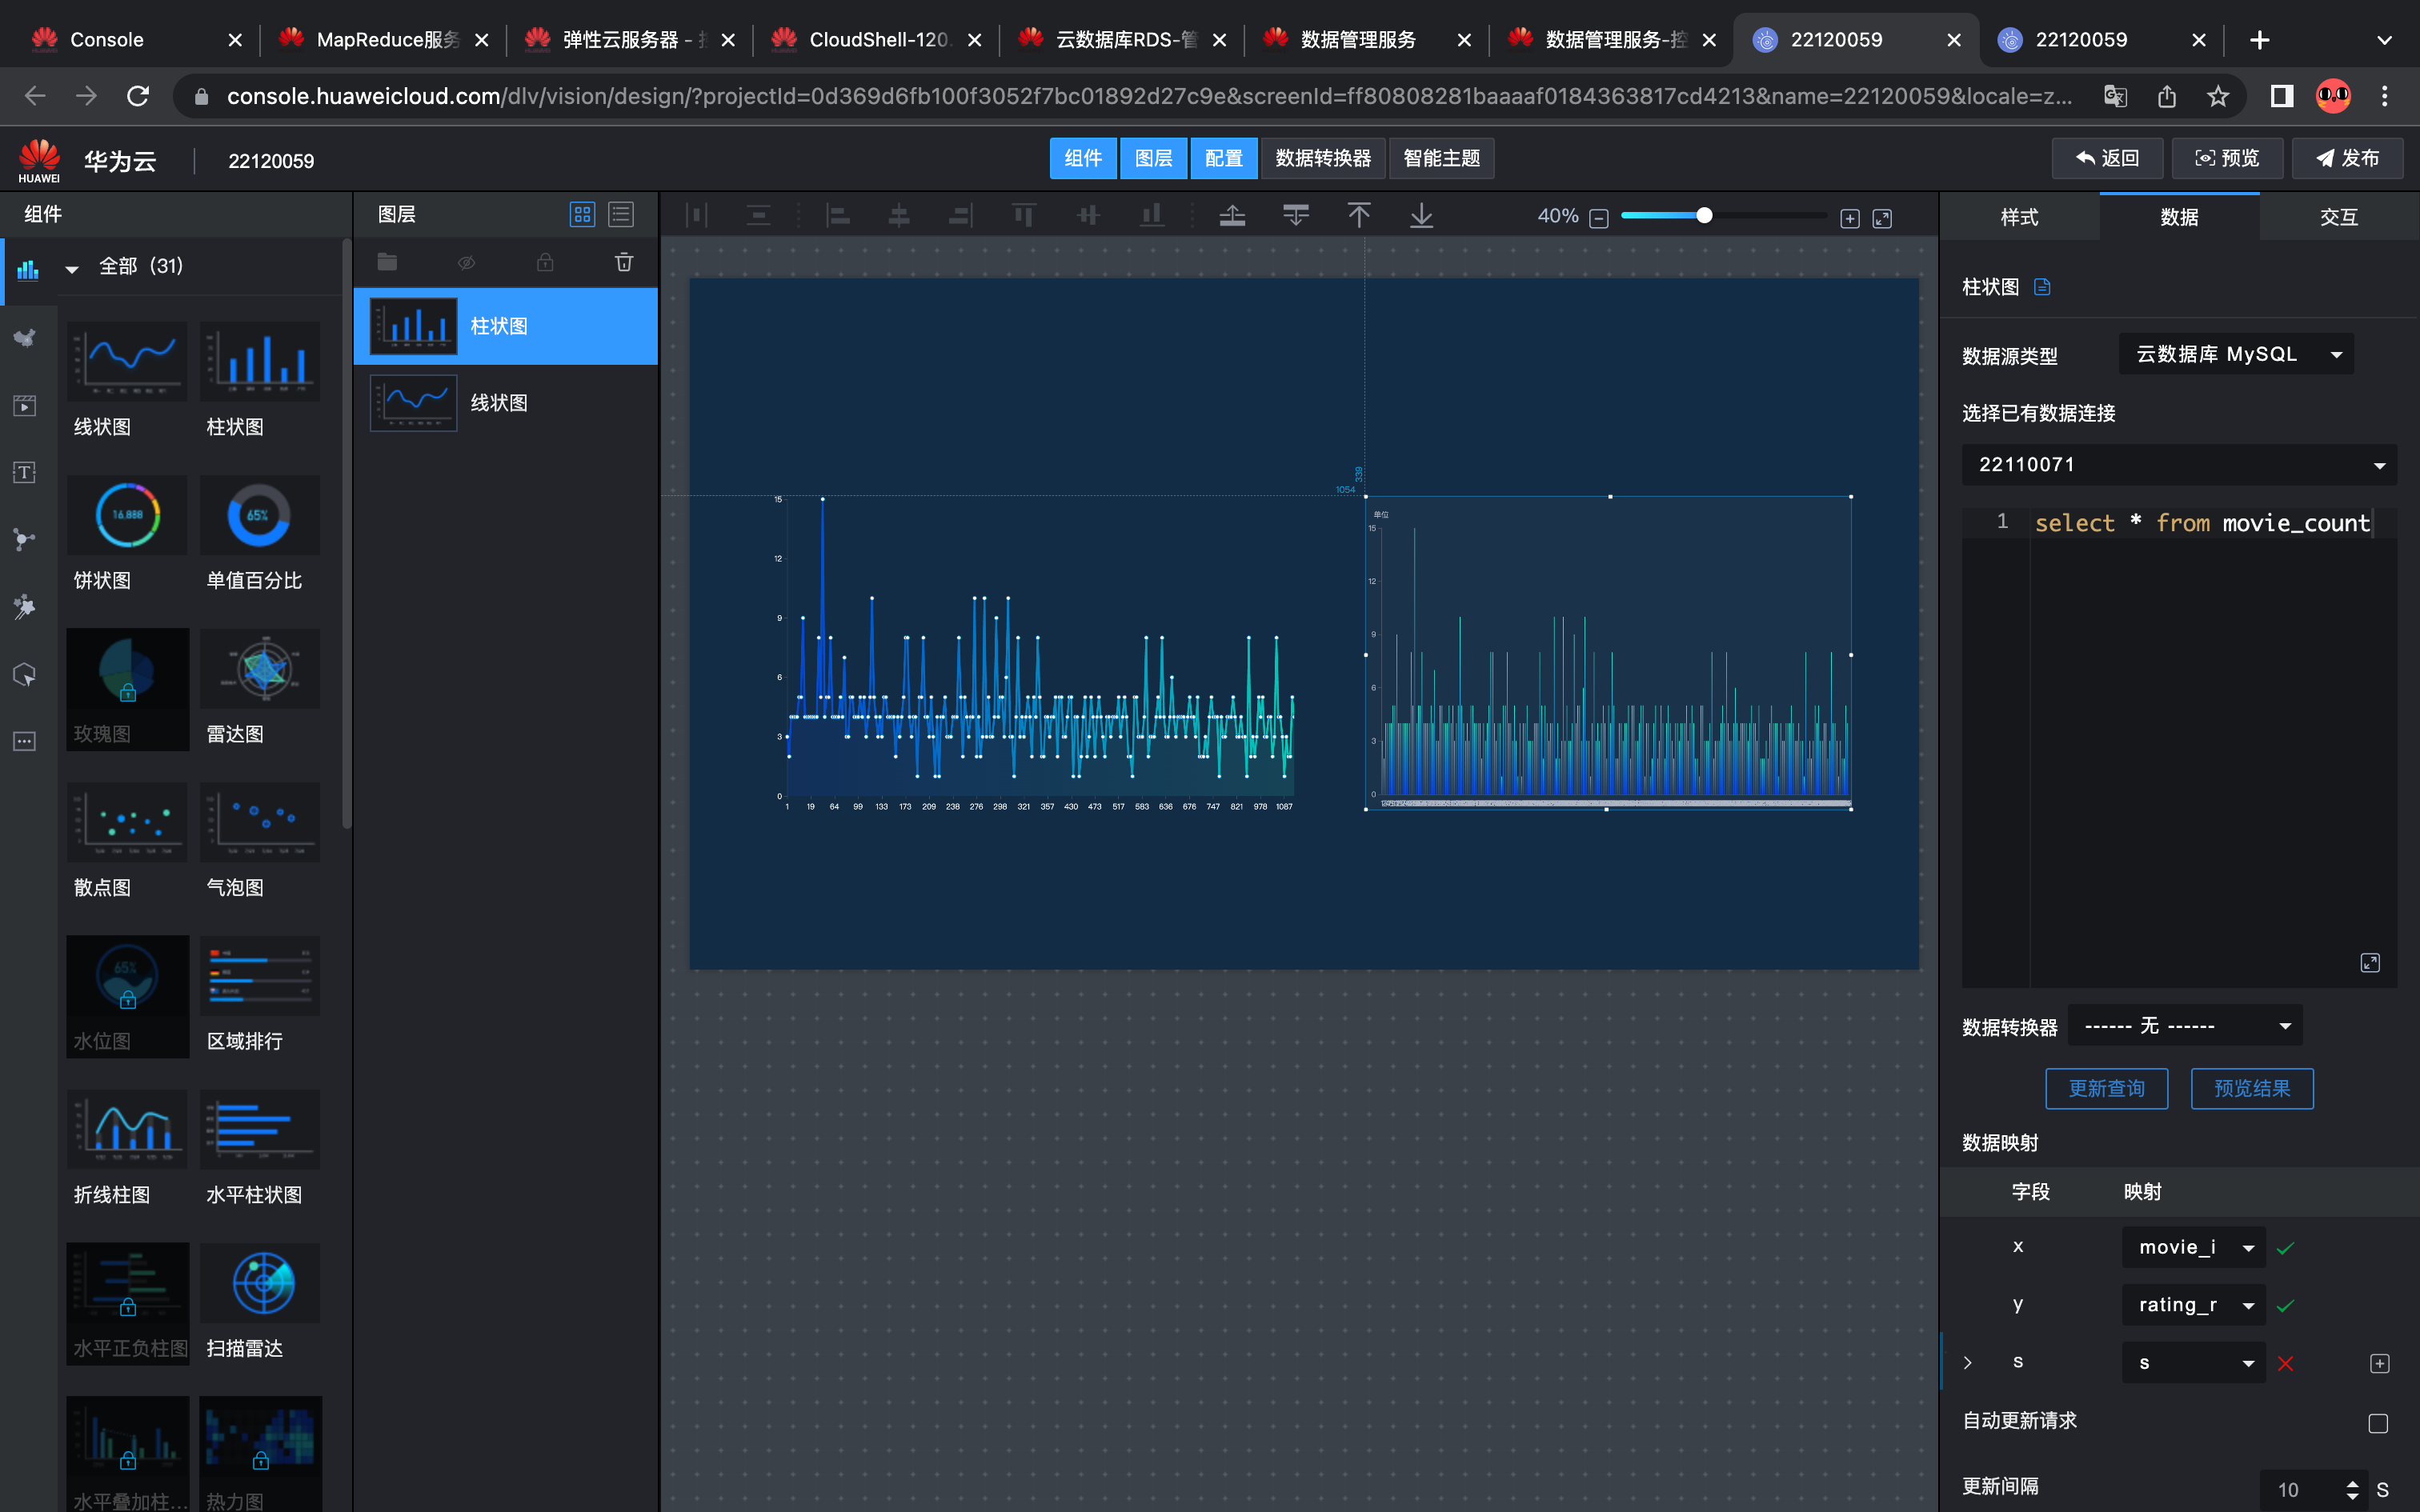 Console
MapReduce服务
弹性云服务器 - 
CloudShell-120.
云数据库RDS-管
数据管理服务
数据管理服务-控
22120059
22120059
console.huaweicloud.com/dlv/vision/design/?projectId=0d369d6fb100f3052f7bc01892d27c9e&screenId=ff80808281baaaaf0184363817cd4213&name=22120059&locale=z...
HUAWEI
华为云
22120059
组件
图层
配置
数据转换器
智能主题
返回
预览
发布
组件
图层
40%
样式
数据
交互
全部 (31)
线状图
柱状图
饼状图
16,888
单值百分比
65%
玫瑰图
雷达图
散点图
气泡图
水位图
65%
区域排行
折线柱图
水平柱状图
水平正负柱图
扫描雷达
水平叠加柱...
热力图
柱状图
线状图
339
1054
15
12
9
6
3
0
1 19 64 99 133 173 209 238 276 298 321 357 430 473 517 583 636 676 747 821 978 1087
单位
15
12
9
6
3
0
柱状图
数据源类型
云数据库 MySQL
选择已有数据连接
22110071
1 select * from movie_count
数据转换器
------ 无 ------
更新查询
预览结果
数据映射
字段 映射
x movie_i
y rating_r
s s
自动更新请求
更新间隔 10 S